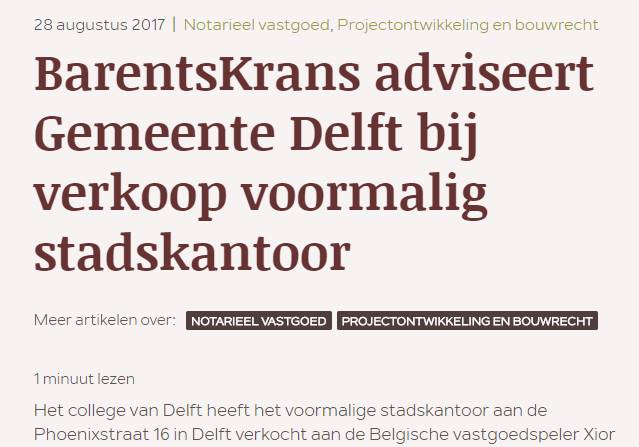 28 augustus 2017 | Notarieel vastgoed, Projectontwikkeling en bouwrecht
BarentsKrans adviseert
Gemeente Delft bij
verkoop voormalig
stadskantoor
Meer artikelen over: NOTARIEEL VASTGOED PROJECTONTWIKKELING EN BOUWRECHT
1 minuut lezen
Het college van Delft heeft het voormalige stadskantoor aan de
Phoenixstraat 16 in Delft verkocht aan de Belgische vastgoedspeler Xior